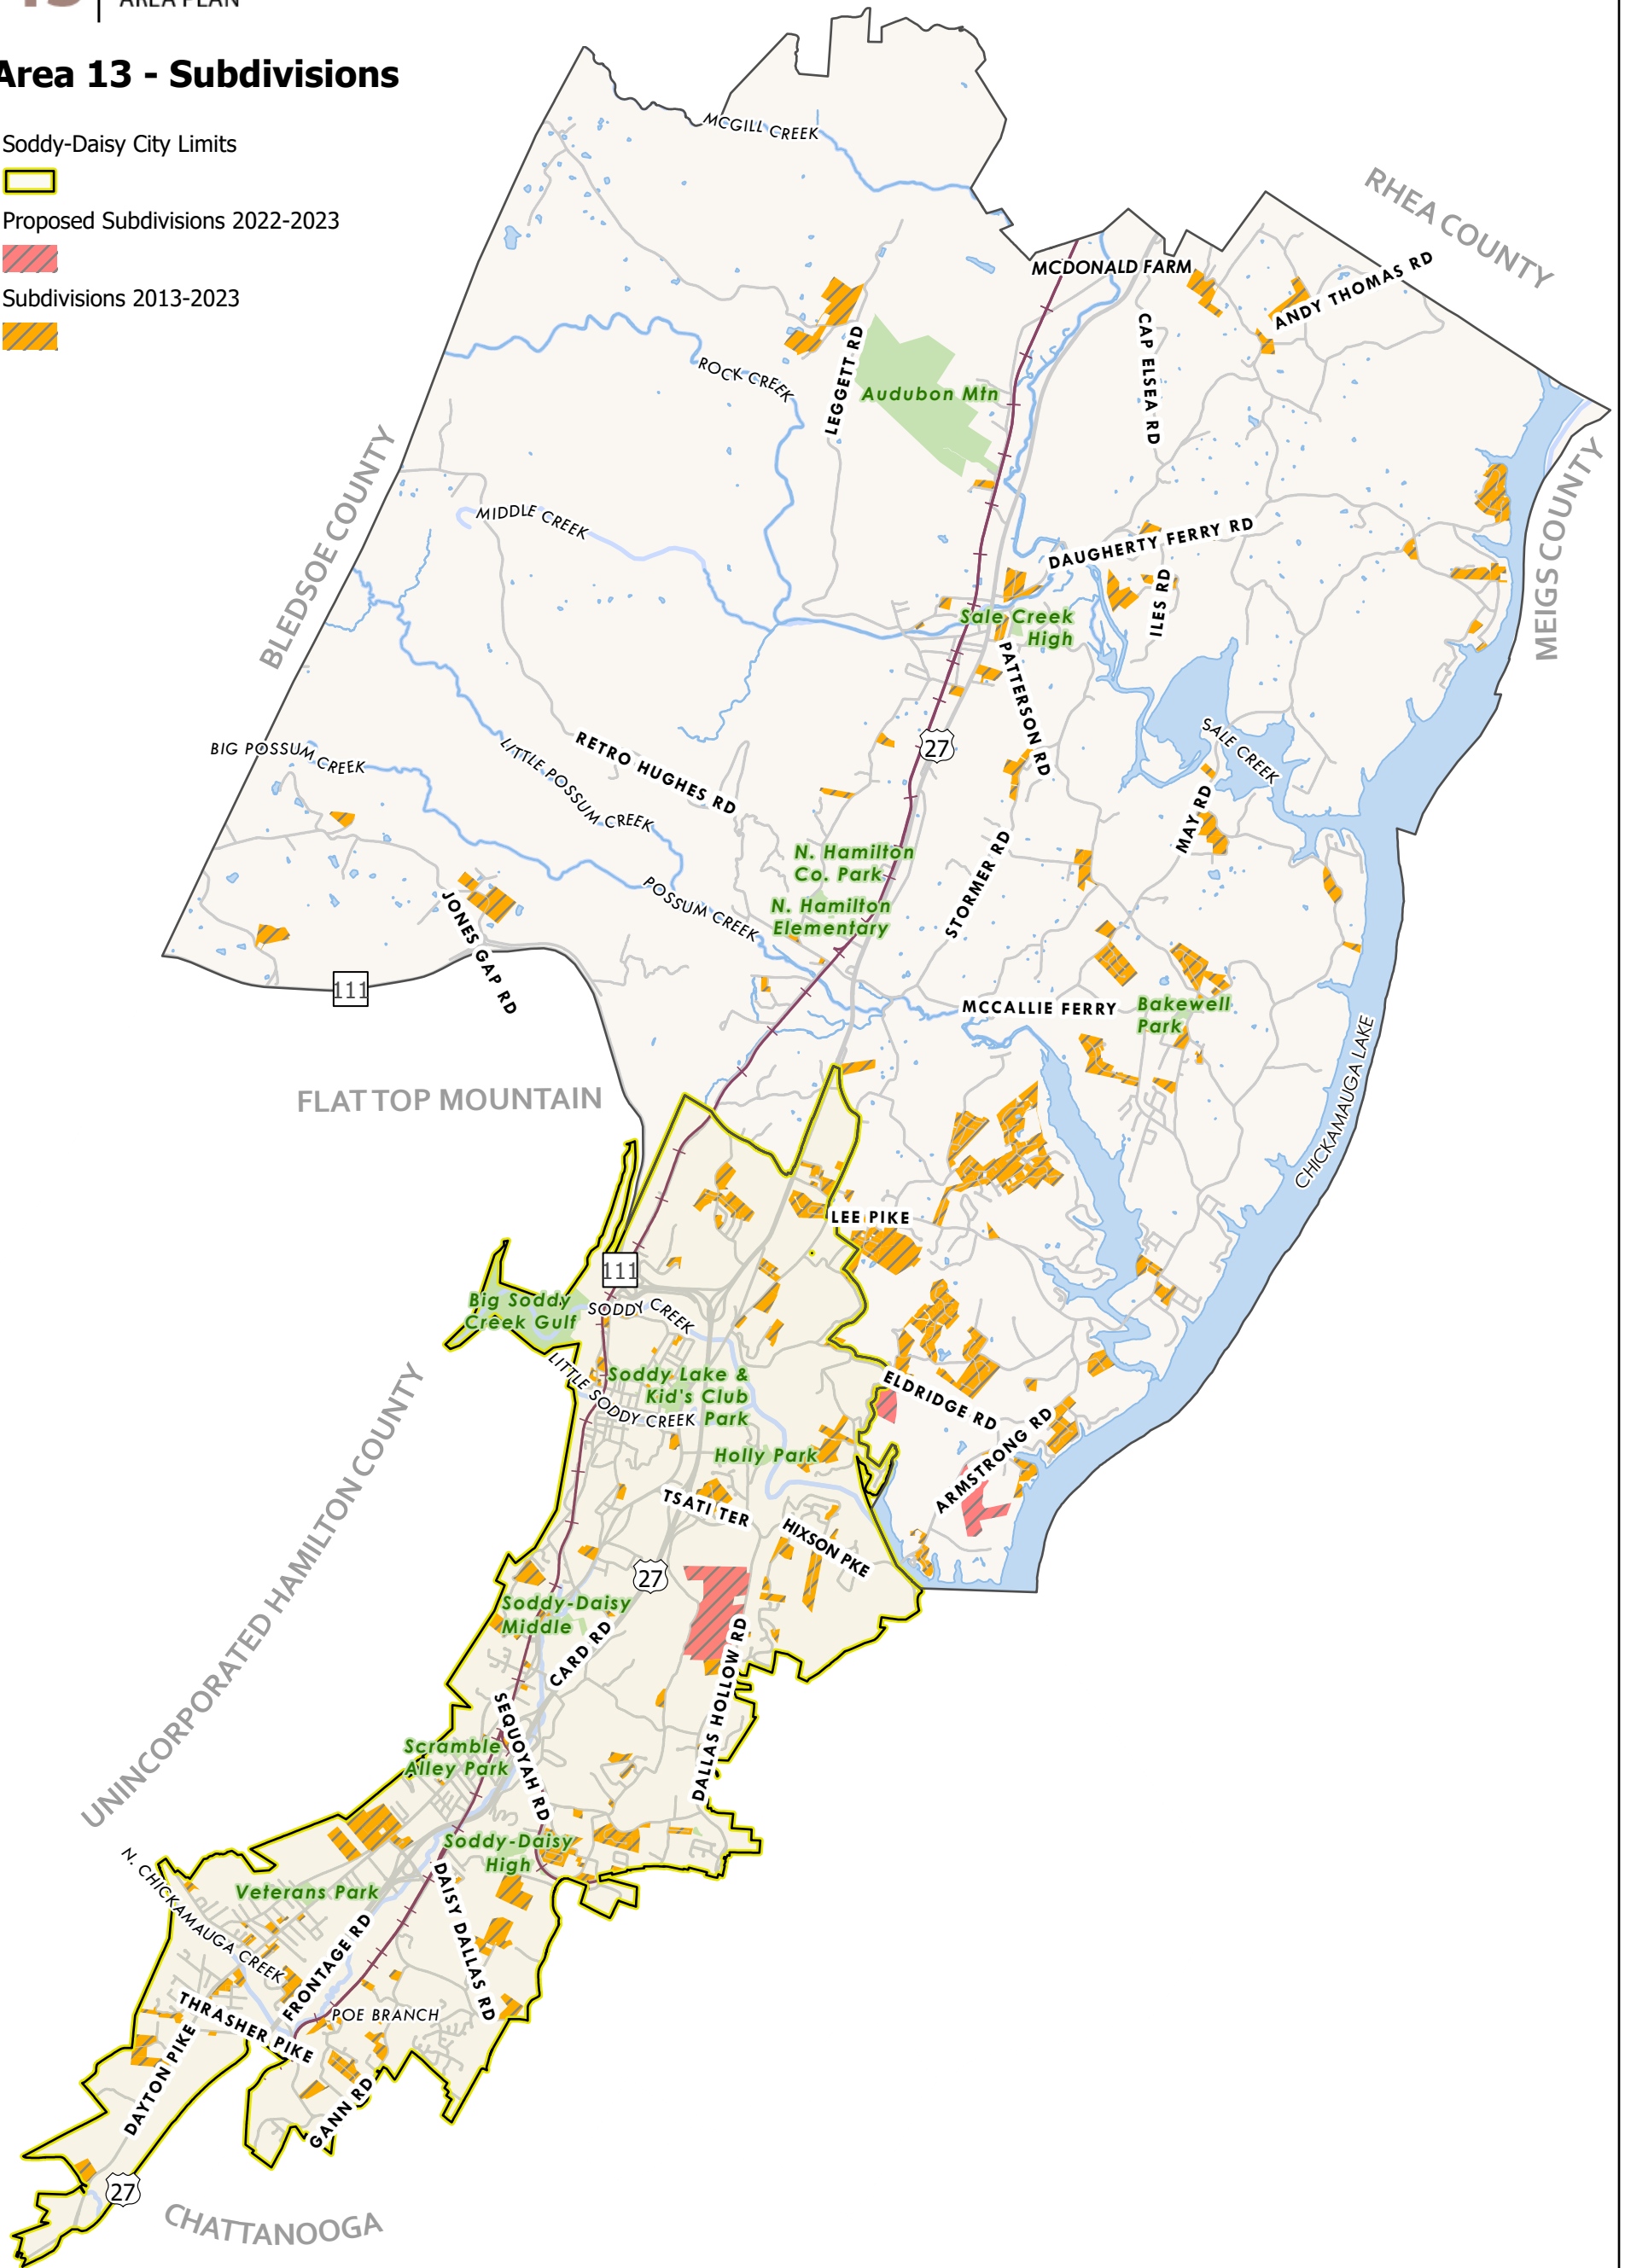 13
AREA PLAN
Area 13 - Subdivisions
Soddy-Daisy City Limits
Proposed Subdivisions 2022-2023
Subdivisions 2013-2023
MCGILL CREEK
RHEA COUNTY
MCDONALD FARM
ANDY THOMAS RD
CAP ELSEA RD
LEGGETT RD
ROCK CREEK
Audubon Mtn
BLEDSOE COUNTY
MEIGS COUNTY
MIDDLE CREEK
DAUGHERTY FERRY RD
ILES RD
Sale Creek
High
PATTERSON RD
27
SALE CREEK
BIG POSSUM CREEK
LITTLE POSSUM CREEK
RETRO HUGHES RD
MAY RD
STORMER RD
N. Hamilton
Co. Park
N. Hamilton
Elementary
POSSUM CREEK
JONES GAP RD
111
MCCALLIE FERRY
Bakewell
Park
CHICKAMAUGA LAKE
FLAT TOP MOUNTAIN
LEE PIKE
111
Big Soddy
Creek Gulf
SODDY CREEK
LITTLE SODDY CREEK
Soddy Lake &
Kid's Club
Park
ELDRIDGE RD
ARMSTRONG RD
Holly Park
TSATI TER
HIXSON PKE
27
UNINCORPORATED HAMILTON COUNTY
Soddy-Daisy
Middle
CARD RD
DALLAS HOLLOW RD
SEQUOYAH RD
Scramble
Alley Park
Soddy-Daisy
High
Veterans Park
N. CHICKAMAUGA CREEK
FRONTAGE RD
DAISY DALLAS RD
POE BRANCH
THRASHER PIKE
DAYTON PIKE
GANN RD
27
CHATTANOOGA